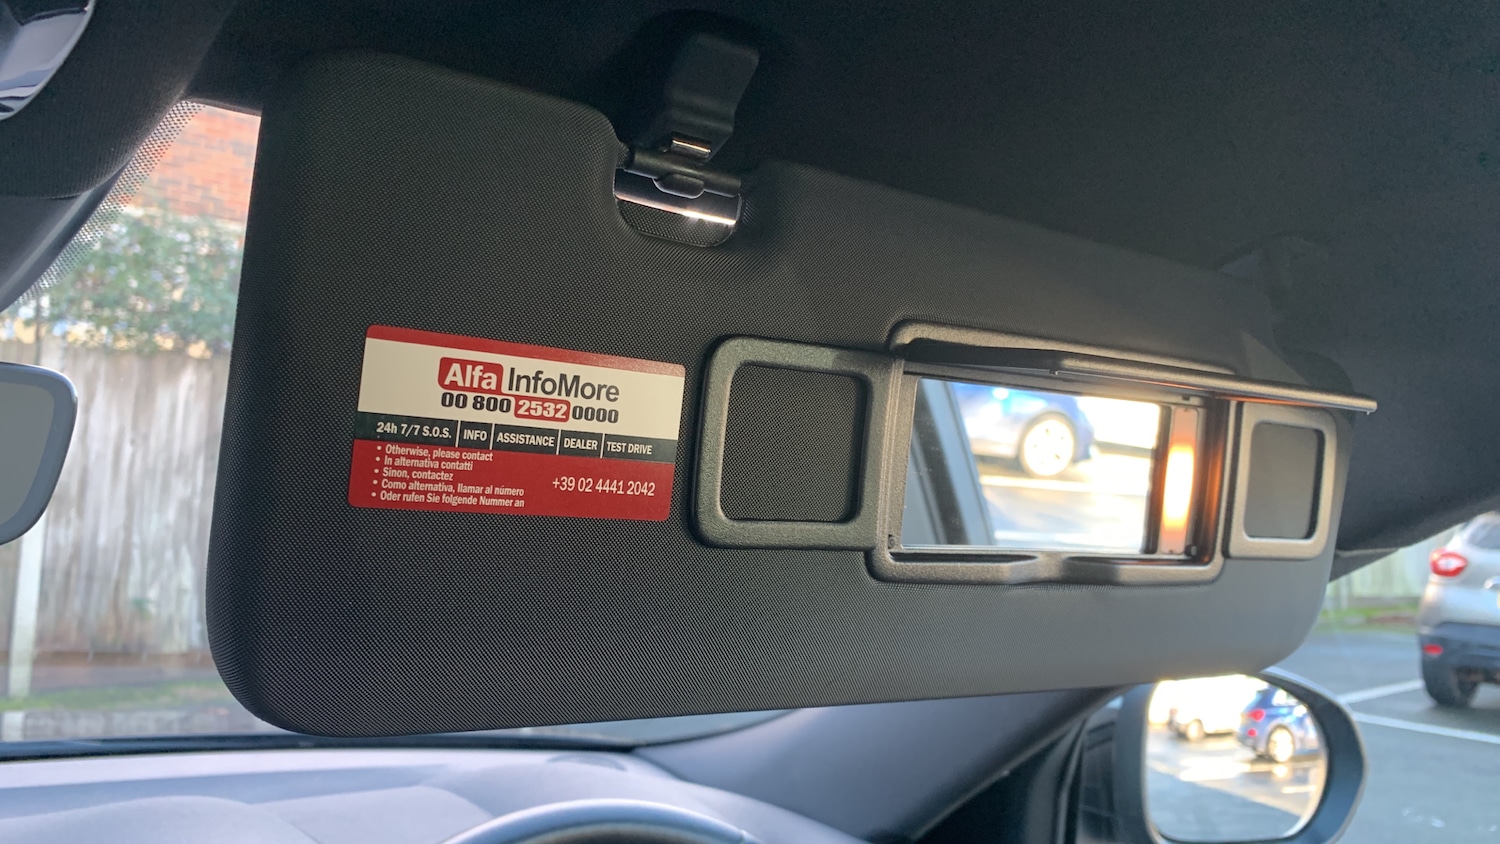 Alfa InfoMore
00 800 2532 0000
24h 7/7 S.O.S. INFO ASSISTANCE DEALER TEST DRIVE
• Otherwise, please contact
• In alternativa contatti
• Sinon, contactez
• Como alternativa, llamar al número
• Oder rufen Sie folgende Nummer an
+39 02 4441 2042